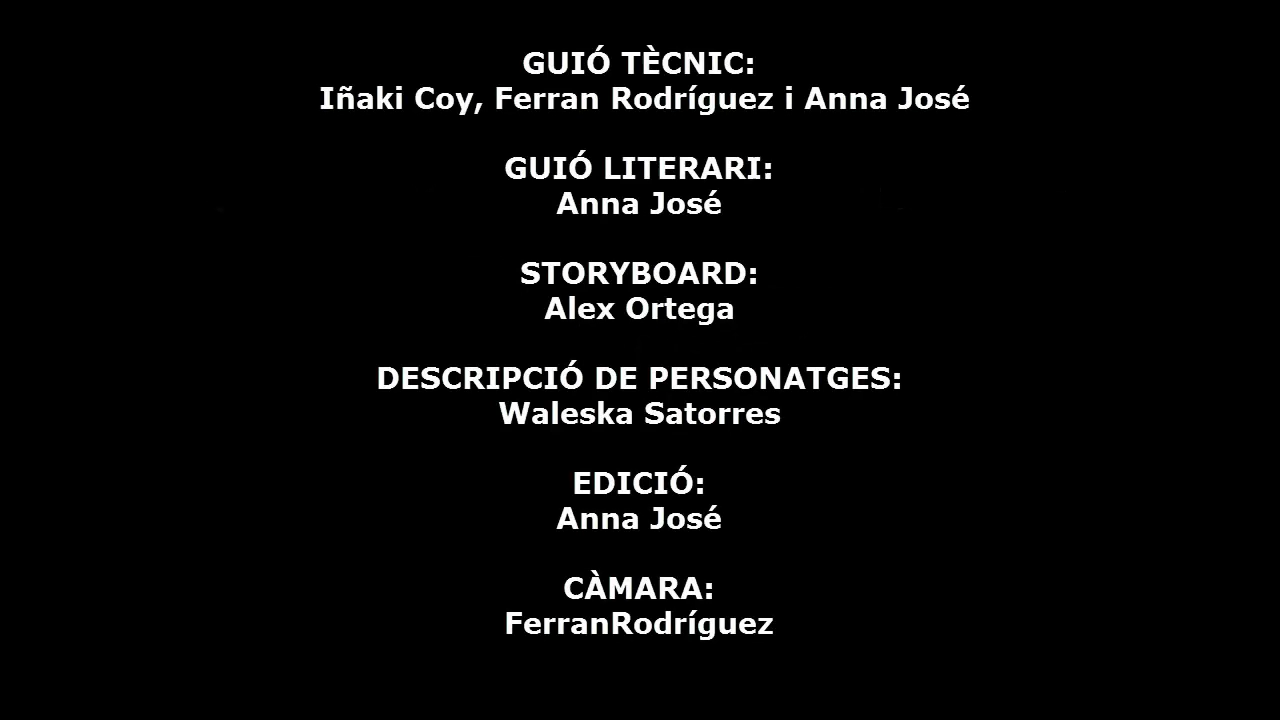 GUIÓ TÈCNIC:
Iñaki Coy, Ferran Rodríguez i Anna José
GUIÓ LITERARI:
Anna José
STORYBOARD:
Alex Ortega
DESCRIPCIÓ DE PERSONATGES:
Waleska Satorres
EDICIÓ:
Anna José
CÀMARA:
FerranRodríguez